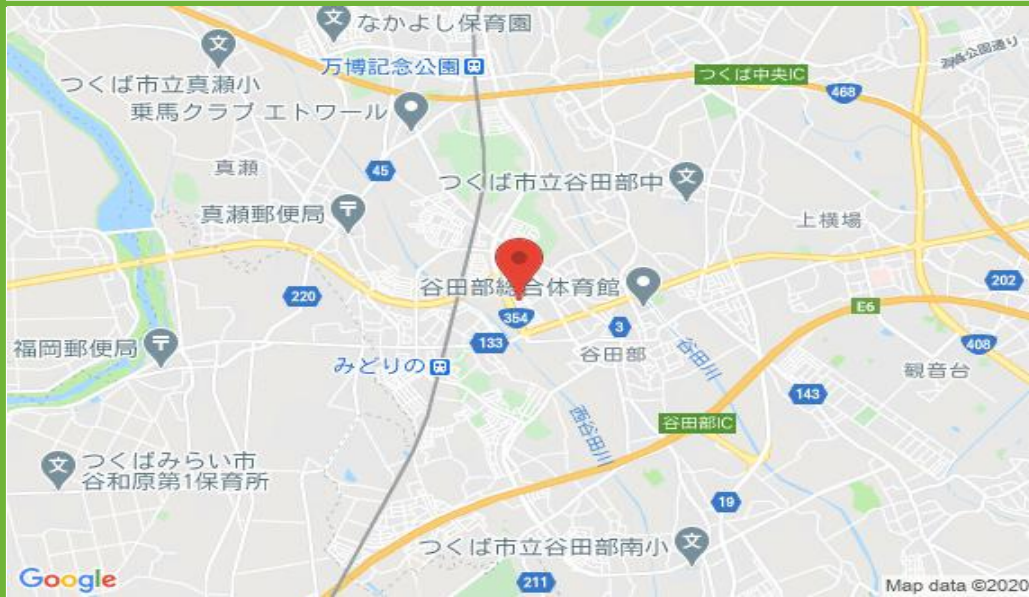 なかよし保育園
つくば市立真瀬小
万博記念公園
つくば中央IC
468
乗馬クラブ エトワール
真瀬
45
つくば市立谷田部中
真瀬郵便局
上横場
220
谷田部総合体育館
202
354
E6
133
3
福岡郵便局
谷田部
谷田川
408
みどりの
観音台
143
西谷田川
谷田部IC
つくばみらい市
谷和原第1保育所
19
つくば市立谷田部南小
211
Google
Map data ©2020